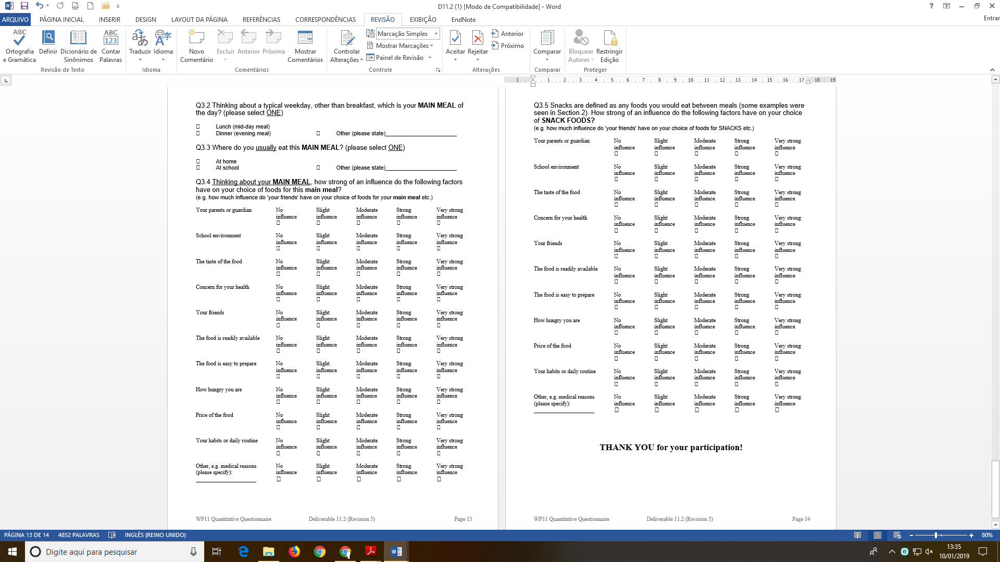 D11.2 (1) [Modo de Compatibilidade] - Word
ARQUIVO PÁGINA INICIAL INSERIR DESIGN LAYOUT DA PÁGINA REFERÊNCIAS CORRESPONDÊNCIAS REVISÃO EXIBIÇÃO EndNote Entrar
ABC Ortografia e Gramática
Definir
Dicionário de Sinônimos
ABC 123 Contar Palavras
Revisão de Texto
Traduzir
Idioma
Idioma
Novo Comentário
Excluir
Anterior
Próxima
Mostrar Comentários
Comentários
Controlar Alterações
Marcação Simples
Mostrar Marcações
Painel de Revisão
Controle
Aceitar
Rejeitar
Anterior
Próximo
Alterações
Comparar
Comparar
Bloquear Autores
Restringir Edição
Proteger
1 1 2 3 4 5 6 7 8 9 10 11 12 13 14 15 16 17 18 19
Q3.2 Thinking about a typical weekday, other than breakfast, which is your MAIN MEAL of
the day? (please select ONE)
Lunch (mid-day meal)
Dinner (evening meal) Other (please state)
Q3.3 Where do you usually eat this MAIN MEAL? (please select ONE)
At home
At school Other (please state)
Q3.4 Thinking about your MAIN MEAL, how strong of an influence do the following factors
have on your choice of foods for this main meal?
(e.g. how much influence do 'your friends' have on your choice of foods for your main meal etc.)
Your parents or guardian No Slight Moderate Strong Very strong
influence influence influence influence influence
School environment No Slight Moderate Strong Very strong
influence influence influence influence influence
The taste of the food No Slight Moderate Strong Very strong
influence influence influence influence influence
Concern for your health No Slight Moderate Strong Very strong
influence influence influence influence influence
Your friends No Slight Moderate Strong Very strong
influence influence influence influence influence
The food is readily available No Slight Moderate Strong Very strong
influence influence influence influence influence
The food is easy to prepare No Slight Moderate Strong Very strong
influence influence influence influence influence
How hungry you are No Slight Moderate Strong Very strong
influence influence influence influence influence
Price of the food No Slight Moderate Strong Very strong
influence influence influence influence influence
Your habits or daily routine No Slight Moderate Strong Very strong
influence influence influence influence influence
Other, e.g. medical reasons No Slight Moderate Strong Very strong
(please specify): influence influence influence influence influence
WP11 Quantitative Questionnaire Deliverable 11.2 (Revision 3) Page 13
Q3.5 Snacks are defined as any foods you would eat between meals (some examples were
seen in Section 2). How strong of an influence do the following factors have on your choice
of SNACK FOODS?
(e.g. how much influence do 'your friends' have on your choice of foods for SNACKS etc.)
Your parents or guardian No Slight Moderate Strong Very strong
influence influence influence influence influence
School environment No Slight Moderate Strong Very strong
influence influence influence influence influence
The taste of the food No Slight Moderate Strong Very strong
influence influence influence influence influence
Concern for your health No Slight Moderate Strong Very strong
influence influence influence influence influence
Your friends No Slight Moderate Strong Very strong
influence influence influence influence influence
The food is readily available No Slight Moderate Strong Very strong
influence influence influence influence influence
The food is easy to prepare No Slight Moderate Strong Very strong
influence influence influence influence influence
How hungry you are No Slight Moderate Strong Very strong
influence influence influence influence influence
Price of the food No Slight Moderate Strong Very strong
influence influence influence influence influence
Your habits or daily routine No Slight Moderate Strong Very strong
influence influence influence influence influence
Other, e.g. medical reasons No Slight Moderate Strong Very strong
(please specify): influence influence influence influence influence
THANK YOU for your participation!
WP11 Quantitative Questionnaire Deliverable 11.2 (Revision 3) Page 14
PÁGINA 13 DE 14 4852 PALAVRAS INGLÊS (REINO UNIDO) 80%
Digite aqui para pesquisar
13:35
10/01/2019